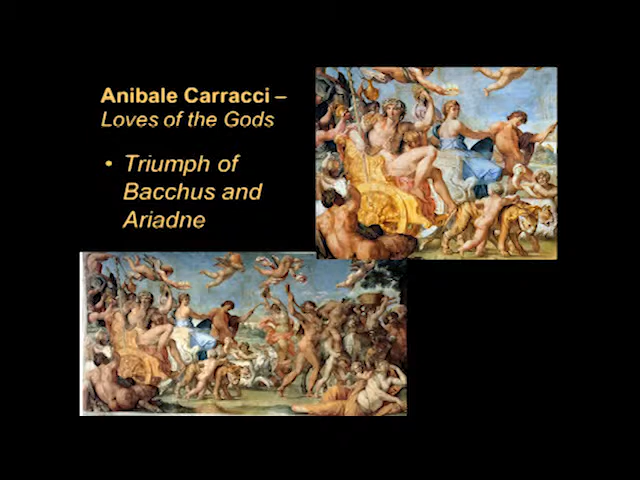 Anibale Carracci –
Loves of the Gods
• Triumph of
Bacchus and
Ariadne